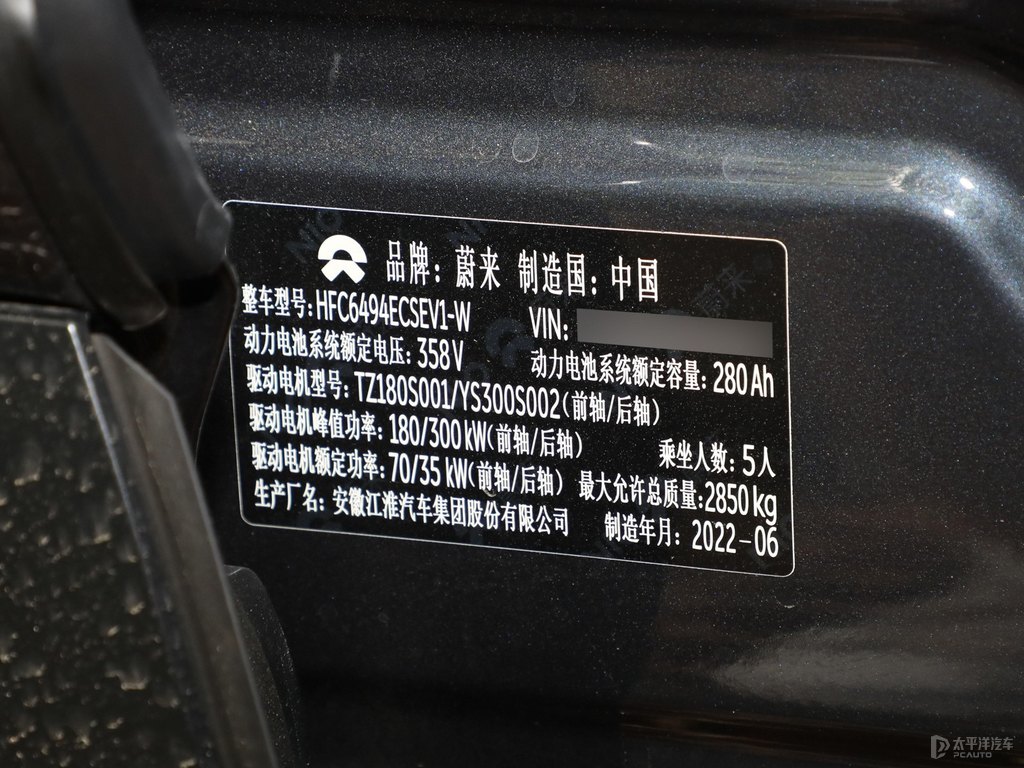 品牌：蔚来 制造国：中国
整车型号：HFC6494ECSEV1-W VIN：
动力电池系统额定电压：358V 动力电池系统额定容量：280Ah
驱动电机型号：TZ180S001/YS300S002(前轴/后轴)
驱动电机峰值功率：180/300kW(前轴/后轴) 乘坐人数：5人
驱动电机额定功率：70/35kW(前轴/后轴) 最大允许总质量：2850kg
生产厂名：安徽江淮汽车集团股份有限公司 制造年月：2022-06
太平洋汽车
PCAUTO